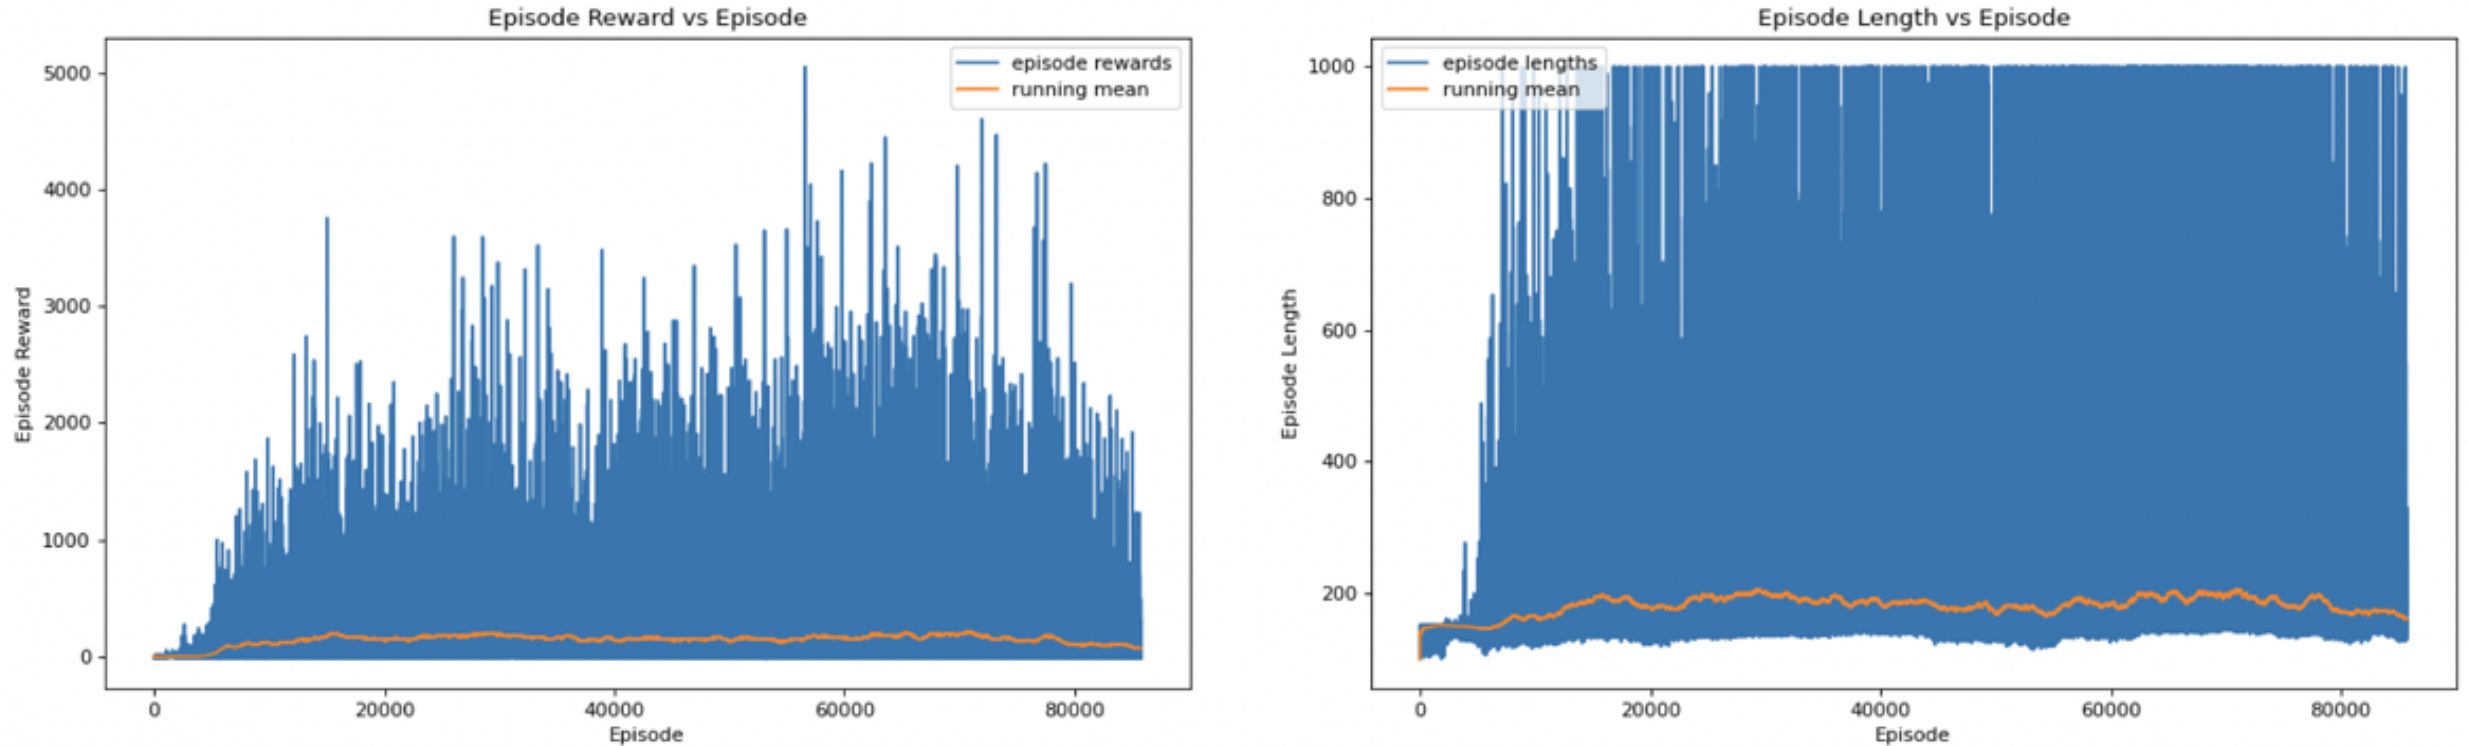 Episode Reward vs Episode
episode rewards
running mean
5000
4000
3000
2000
1000
0
Episode Reward
0
20000
40000
60000
80000
Episode
Episode Length vs Episode
episode lengths
running mean
1000
800
600
400
200
Episode Length
0
20000
40000
60000
80000
Episode